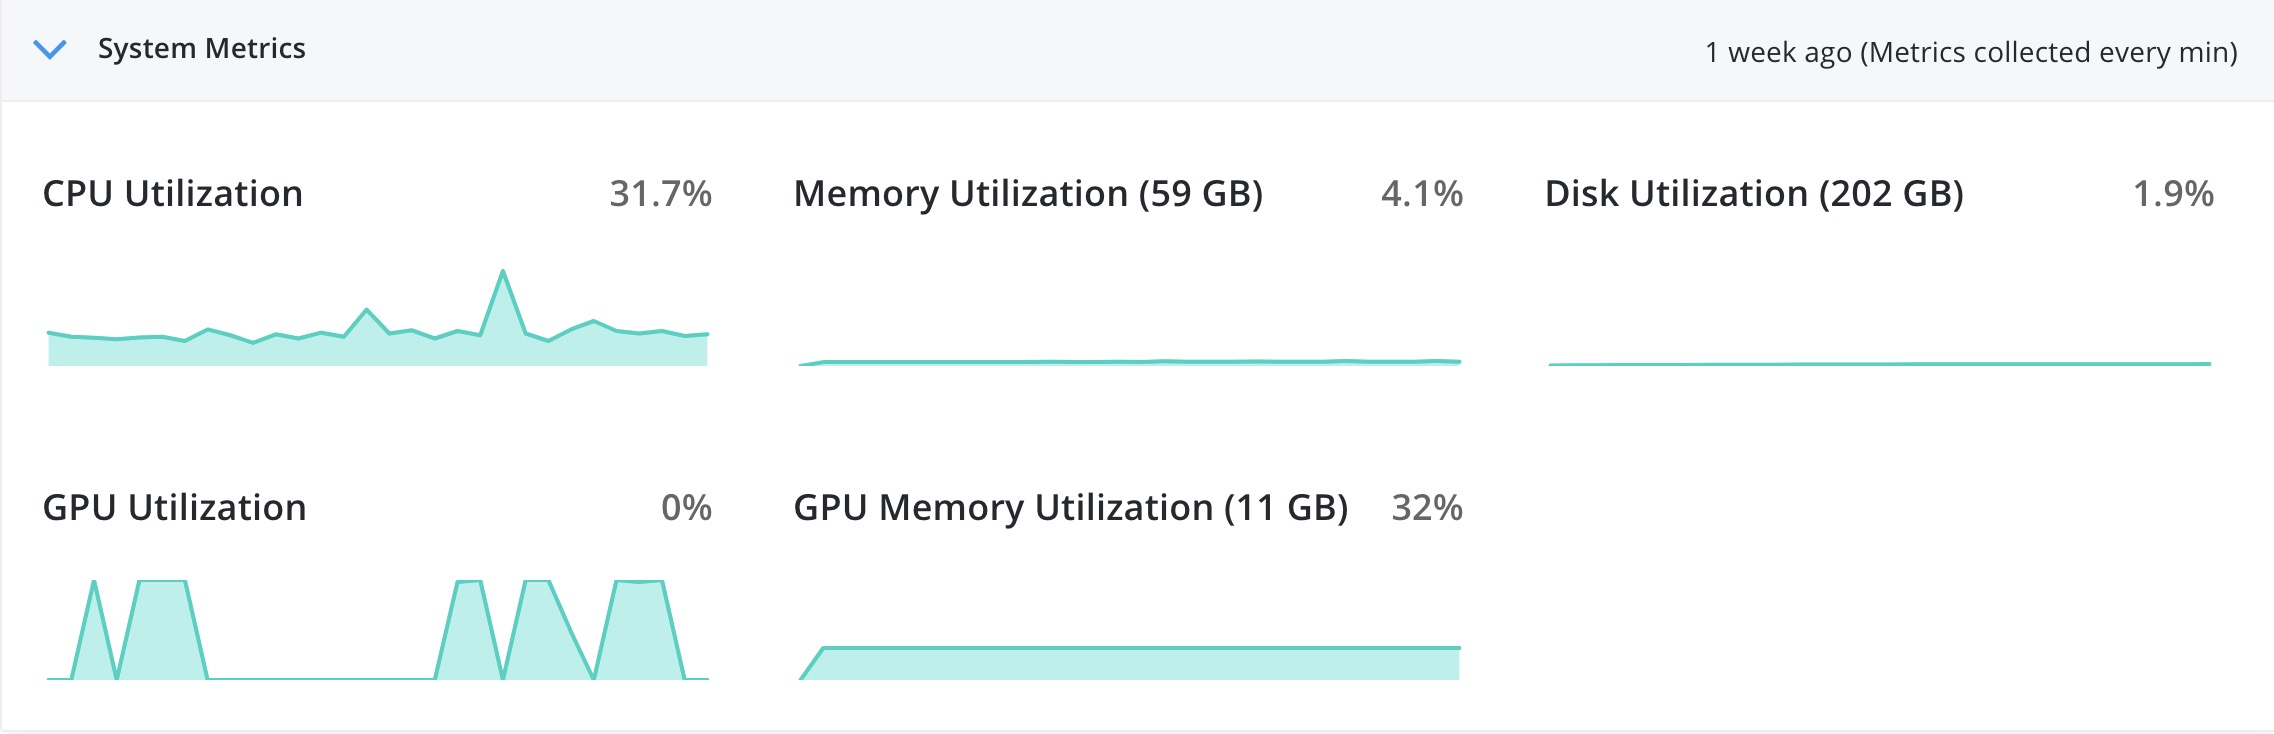 System Metrics
1 week ago (Metrics collected every min)
CPU Utilization 31.7%
Memory Utilization (59 GB) 4.1%
Disk Utilization (202 GB) 1.9%
GPU Utilization 0%
GPU Memory Utilization (11 GB) 32%